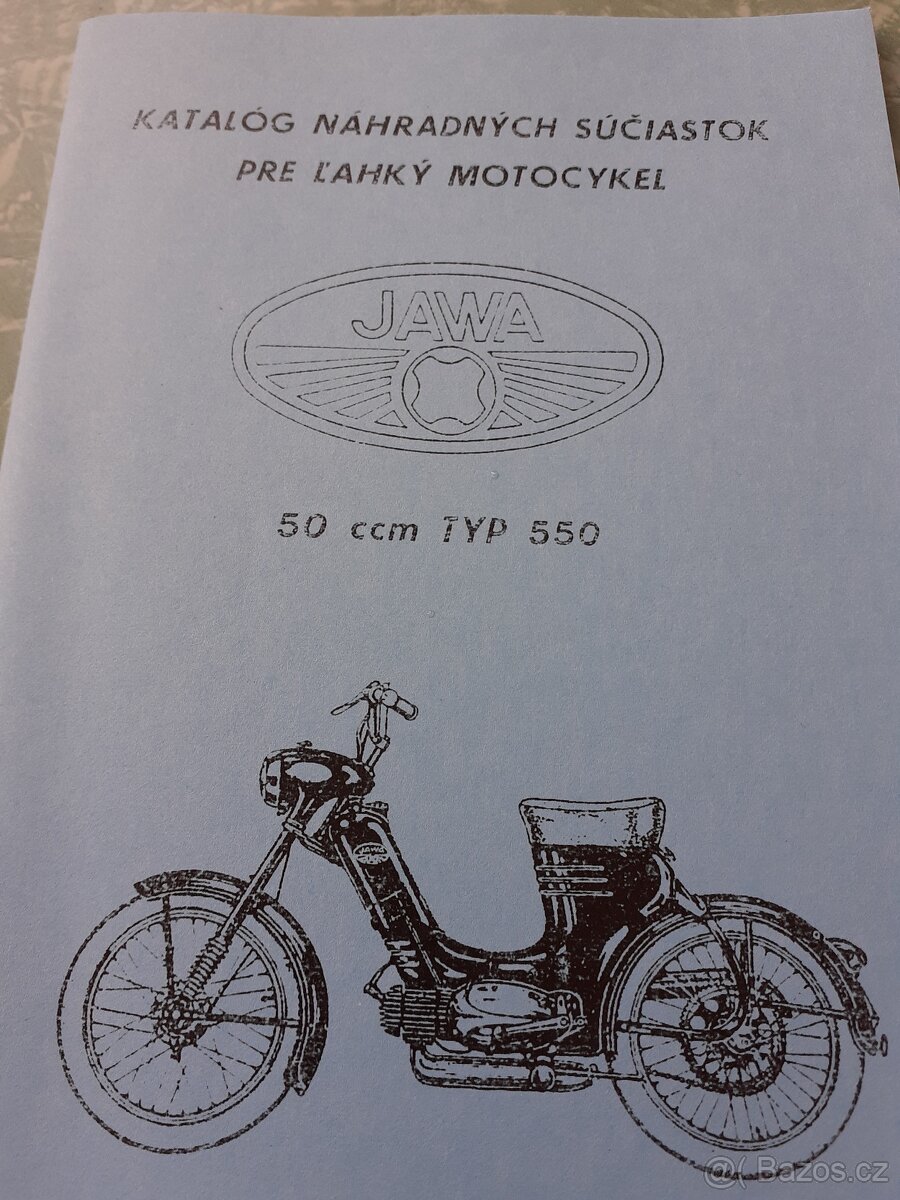 KATALÓG NÁHRADNÝCH SÚČIASTOK
PRE ĽAHKÝ MOTOCYKEL
JAWA
50 ccm TYP 550
JAWA
@( Bazos.cz